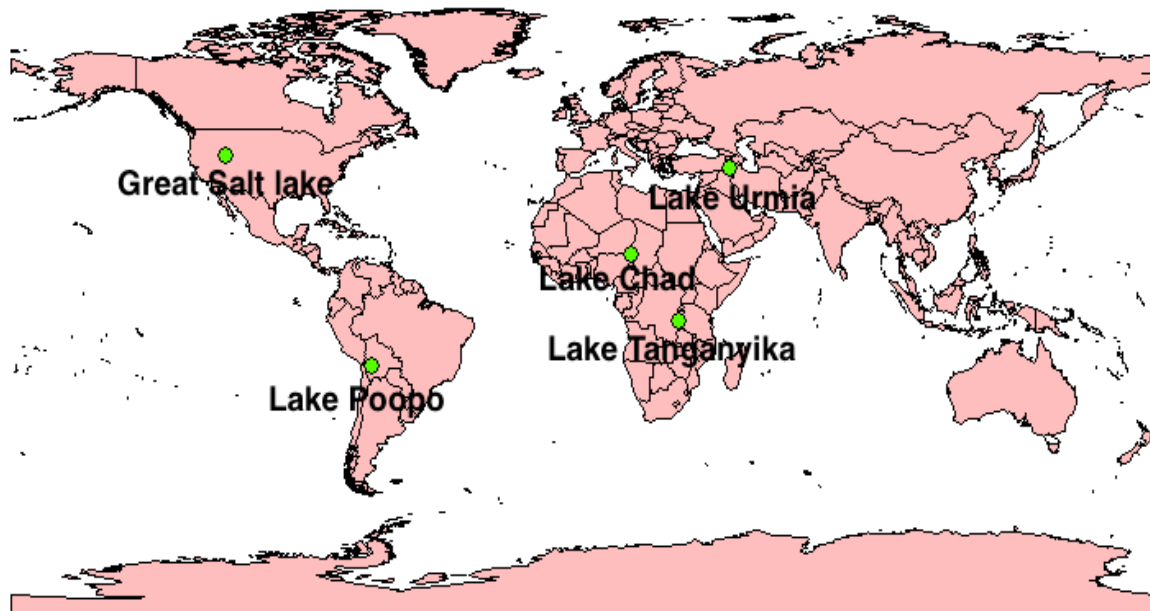 Great Salt lake
Lake Urmia
Lake Chad
Lake Tanganyika
Lake Poopo